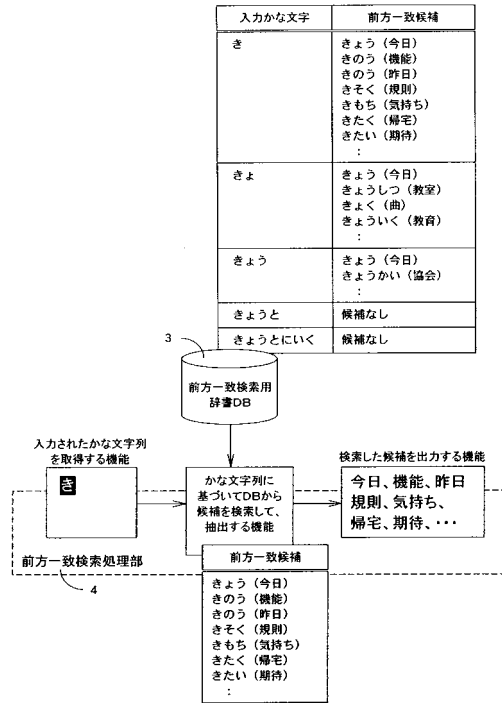 入力かな文字 前方一致候補
き きょう（今日）
きのう（機能）
きのう（昨日）
きそく（規則）
きもち（気持ち）
きたく（帰宅）
きたい（期待）
：
きょ きょう（今日）
きょうしつ（教室）
きょく（曲）
きょういく（教育）
：
きょう きょう（今日）
きょうかい（協会）
：
きょうと 候補なし
きょうとにいく 候補なし
3
前方一致検索用
辞書DB
入力されたかな文字列
を取得する機能
き
かな文字列に
基づいてDBから
候補を検索して、
抽出する機能
検索した候補を出力する機能
今日、機能、昨日
規則、気持ち、
帰宅、期待、・・・
前方一致検索処理部
4
前方一致候補
きょう（今日）
きのう（機能）
きのう（昨日）
きそく（規則）
きもち（気持ち）
きたく（帰宅）
きたい（期待）
：